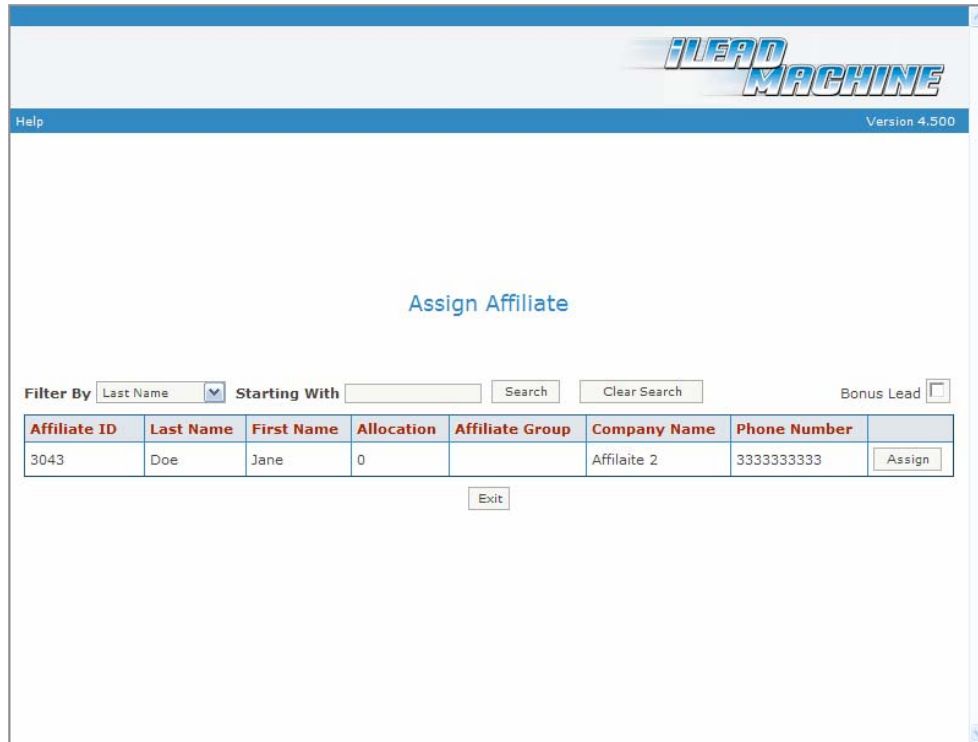 iLEAD
MACHINE
Help Version 4.500
Assign Affiliate
Filter By Last Name Starting With Search Clear Search Bonus Lead
Affiliate ID Last Name First Name Allocation Affiliate Group Company Name Phone Number
3043 Doe Jane 0 Affilaite 2 3333333333 Assign
Exit